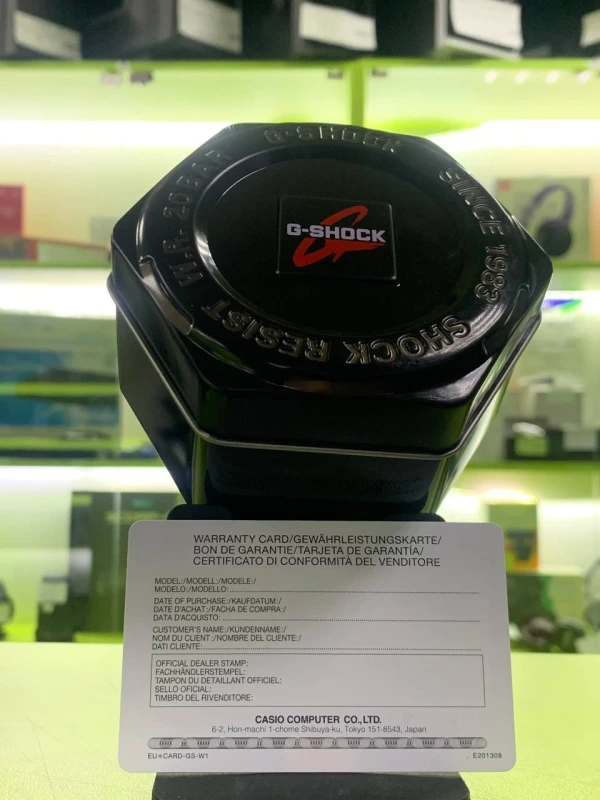 G-SHOCK
SINCE 1983
SHOCK RESIST
W.R. 20BAR
G-SHOCK
WARRANTY CARD/GEWÄHRLEISTUNGSKARTE/
BON DE GARANTIE/TARJETA DE GARANTÍA/
CERTIFICATO DI CONFORMITÀ DEL VENDITORE
MODEL:/MODELL:/MODELE:/
MODELO:/MODELLO:
DATE OF PURCHASE:/KAUFDATUM:/
DATE D'ACHAT :/FACHA DE COMPRA:/
DATA D'ACQUISTO:
CUSTOMER'S NAME:/KUNDENNAME:/
NOM DU CLIENT :/NOMBRE DEL CLIENTE:/
DATI CLIENTE:
OFFICIAL DEALER STAMP:
FACHHÄNDLERSTEMPEL:
TAMPON DU DETAILLANT OFFICIEL:
SELLO OFICIAL:
TIMBRO DEL RIVENDITORE:
CASIO COMPUTER CO.,LTD.
6-2, Hon-machi 1-chome Shibuya-ku, Tokyo 151-8543, Japan
EU*CARD-GS-W1
E201308